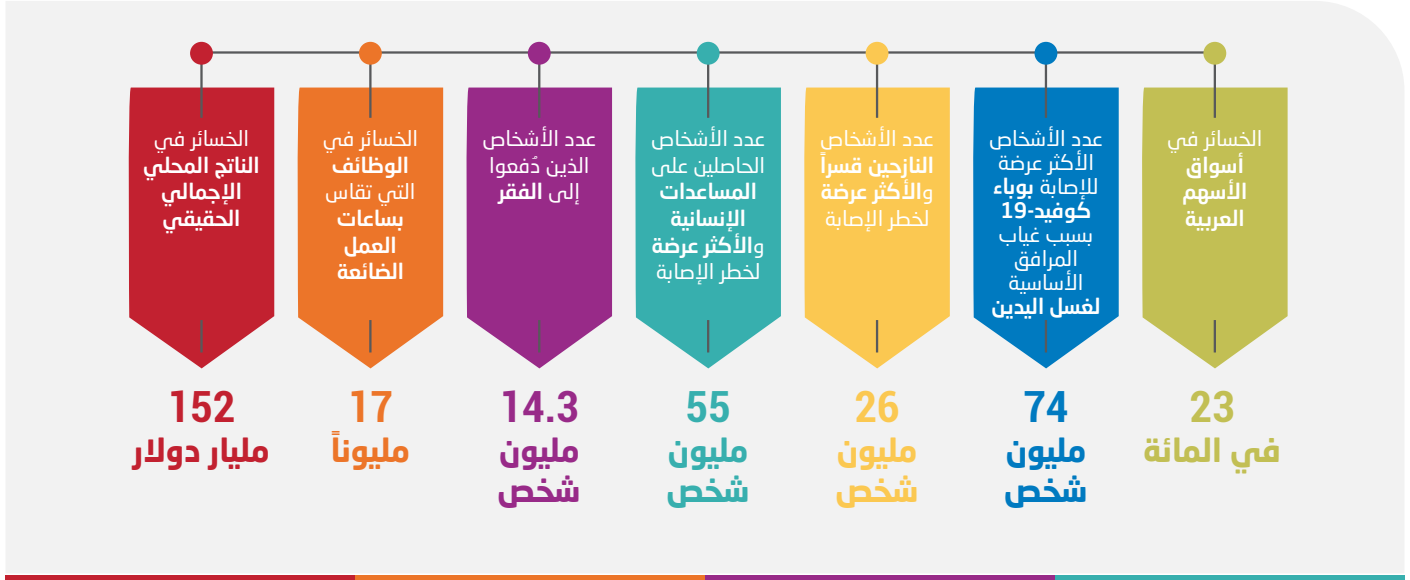 الخسائر في
أسواق
الأسهم
العربية
23
في المائة
عدد الأشخاص
الأكثر عرضة
للإصابة بوباء
كوفيد-19
بسبب غياب
المرافق
الأساسية
لغسل اليدين
74
مليون
شخص
عدد الأشخاص
النازحين قسراً
والأكثر عرضة
لخطر الإصابة
26
مليون
شخص
عدد الأشخاص
الحاصلين على
المساعدات
الإنسانية
والأكثر عرضة
لخطر الإصابة
55
مليون
شخص
عدد الأشخاص
الذين دُفعوا
إلى الفقر
14.3
مليون
شخص
الخسائر في
الوظائف
التي تقاس
بساعات
العمل
الضائعة
17
مليوناً
الخسائر في
الناتج المحلي
الإجمالي
الحقيقي
152
مليار دولار